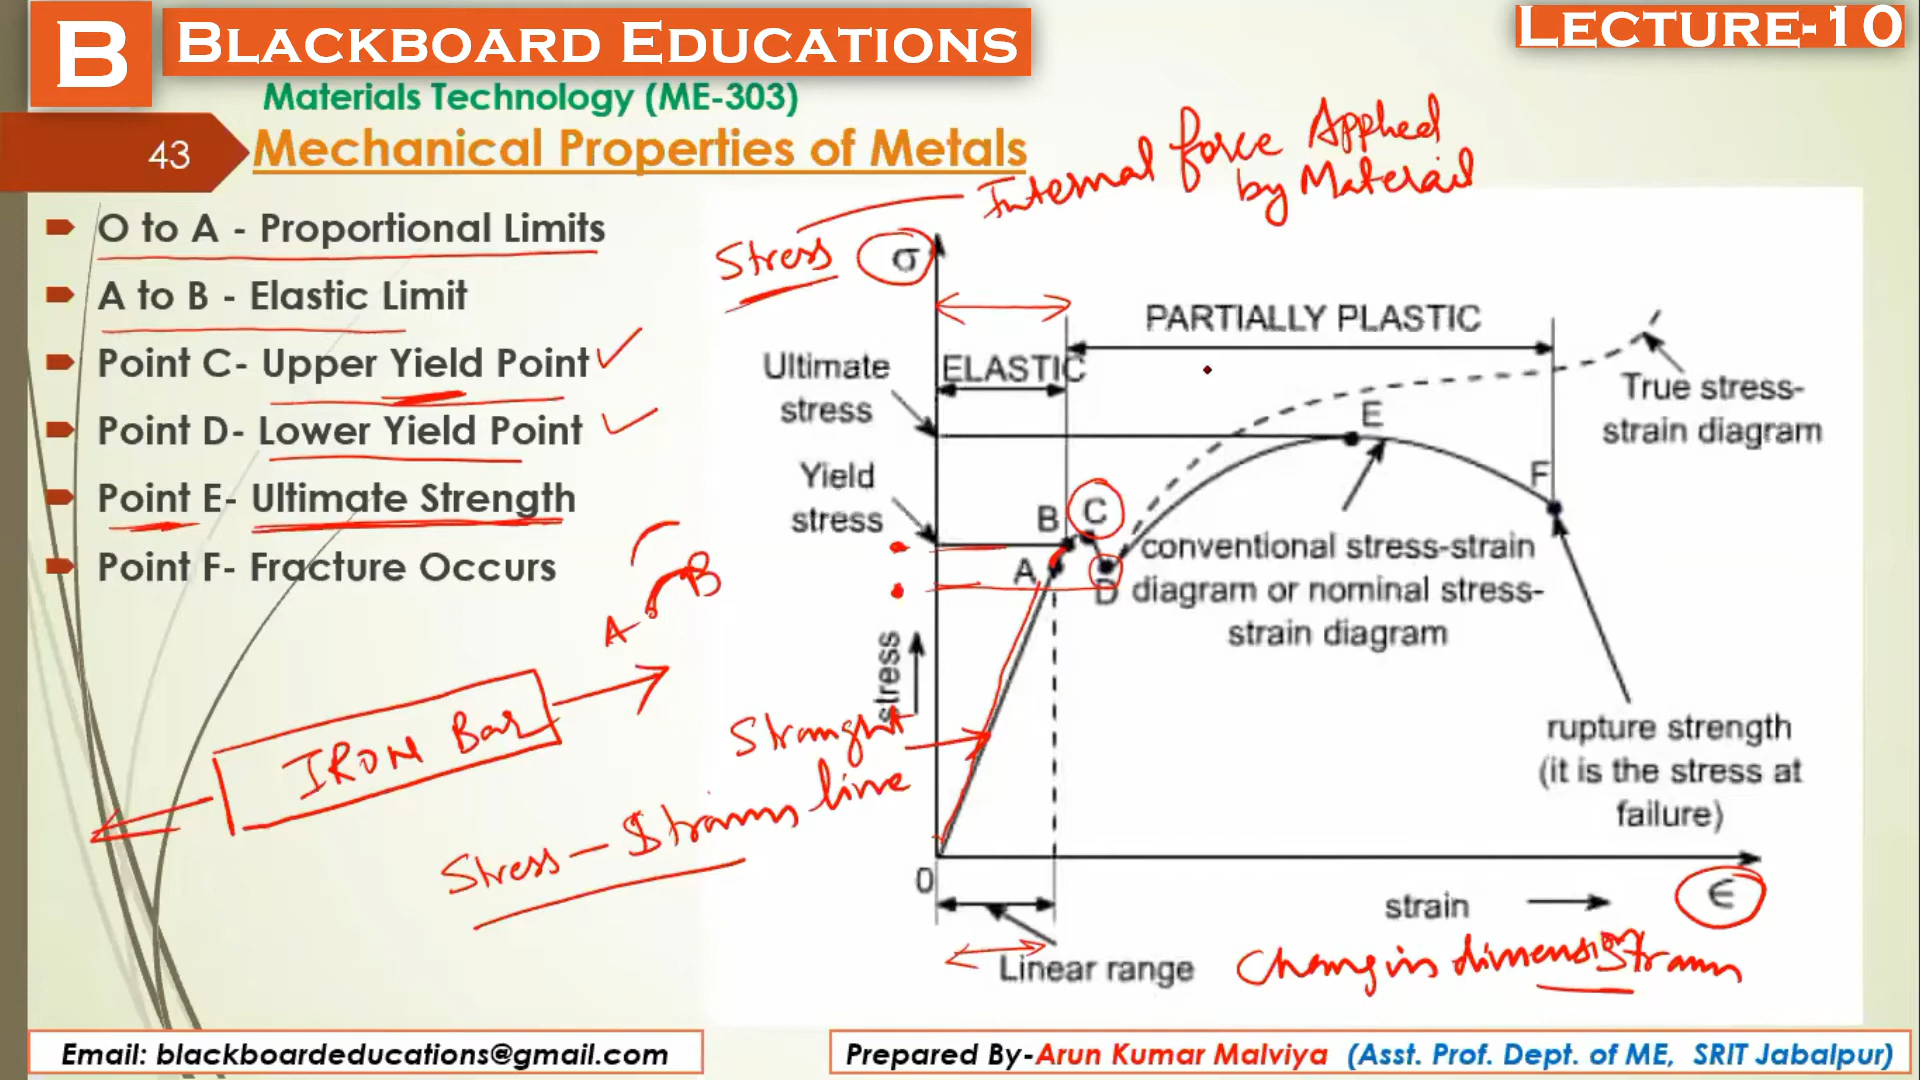 B
BLACKBOARD EDUCATIONS
LECTURE-10
Materials Technology (ME-303)
43
Mechanical Properties of Metals
Internal force Applied
by Material
O to A - Proportional Limits
A to B - Elastic Limit
Point C- Upper Yield Point
Point D- Lower Yield Point
Point E- Ultimate Strength
Point F- Fracture Occurs
A
B
IRON Bar
Stress - Strains
Straight
line
Stress
σ
PARTIALLY PLASTIC
ELASTIC
Ultimate
stress
True stress-
strain diagram
E
F
Yield
stress
B
C
A
D
conventional stress-strain
diagram or nominal stress-
strain diagram
stress
rupture strength
(it is the stress at
failure)
0
strain
ϵ
Linear range
Change in dimension
Email: blackboardeducations@gmail.com
Prepared By-Arun Kumar Malviya (Asst. Prof. Dept. of ME, SRIT Jabalpur)